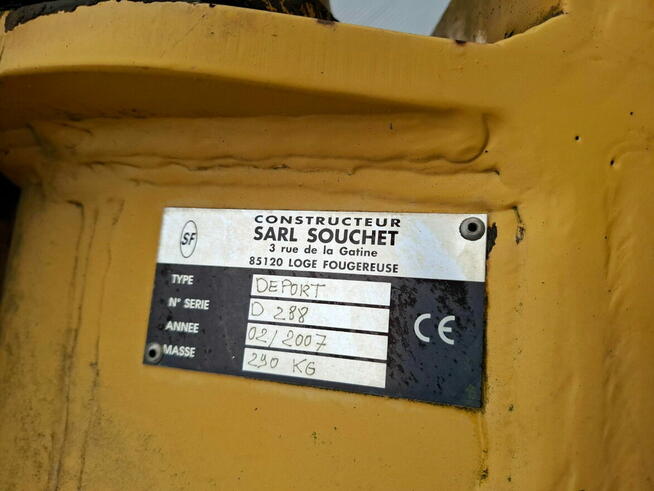 SF
CONSTRUCTEUR
SARL SOUCHET
3 rue de la Gatine
85120 LOGE FOUGEREUSE
TYPE DEPORT
N° SERIE D 288
ANNEE 02/2007
MASSE 290 KG
CE